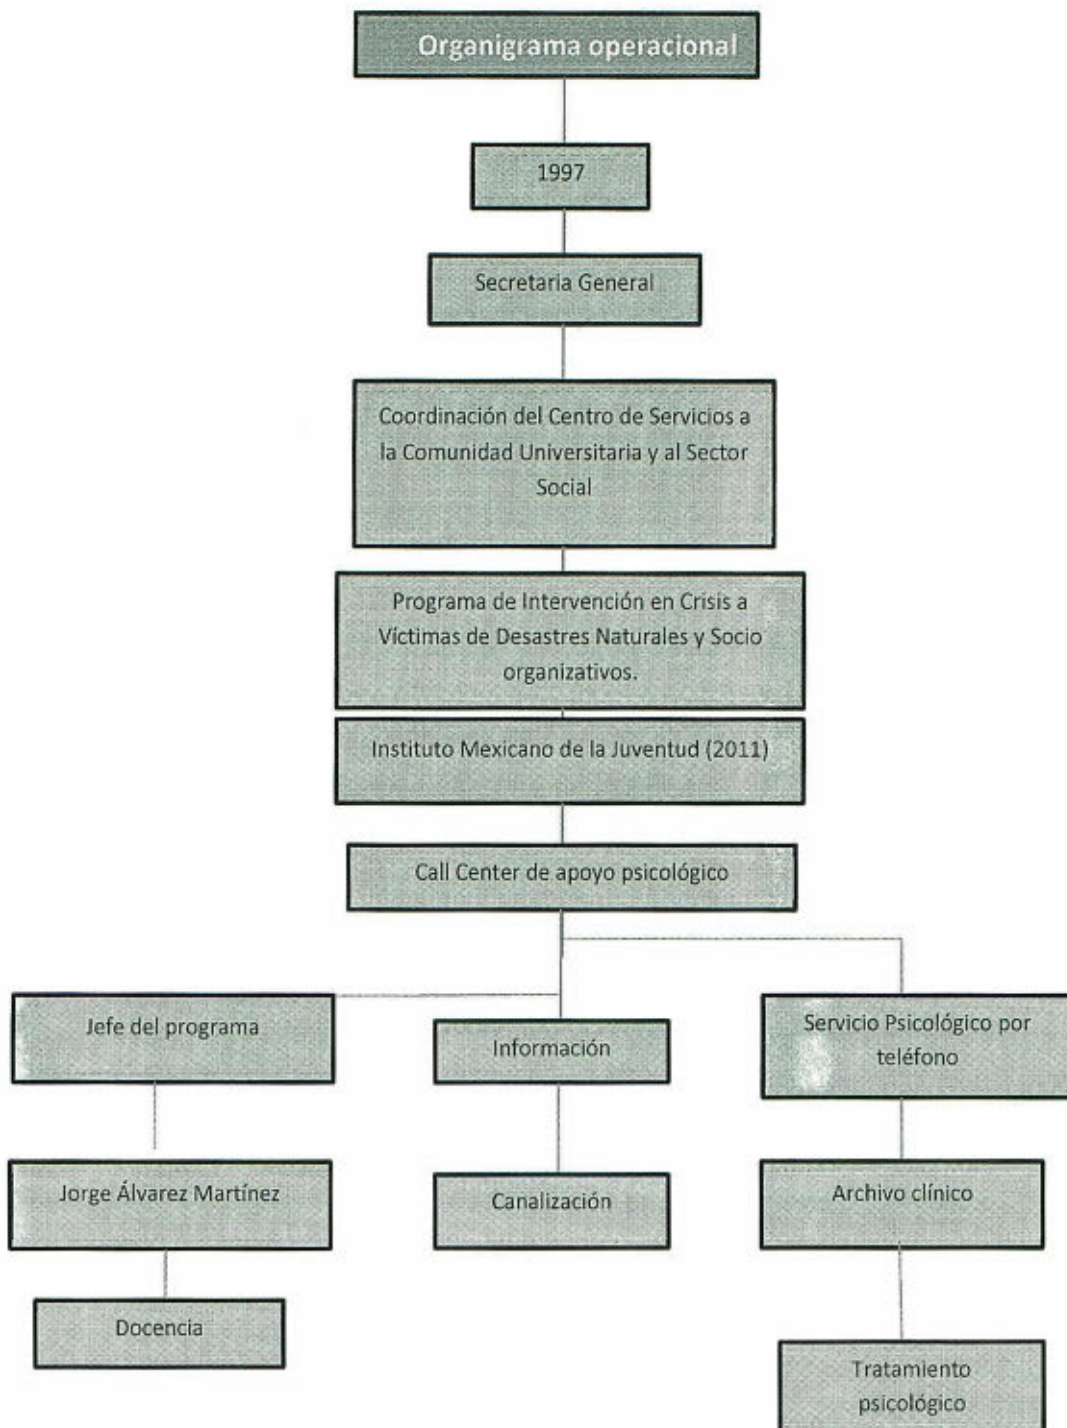 Organigrama operacional
1997
Secretaria General
Coordinación del Centro de Servicios a
la Comunidad Universitaria y al Sector
Social
Programa de Intervención en Crisis a
Víctimas de Desastres Naturales y Socio
organizativos.
Instituto Mexicano de la Juventud (2011)
Call Center de apoyo psicológico
Jefe del programa
Información
Servicio Psicológico por
teléfono
Jorge Álvarez Martínez
Canalización
Archivo clínico
Docencia
Tratamiento
psicológico